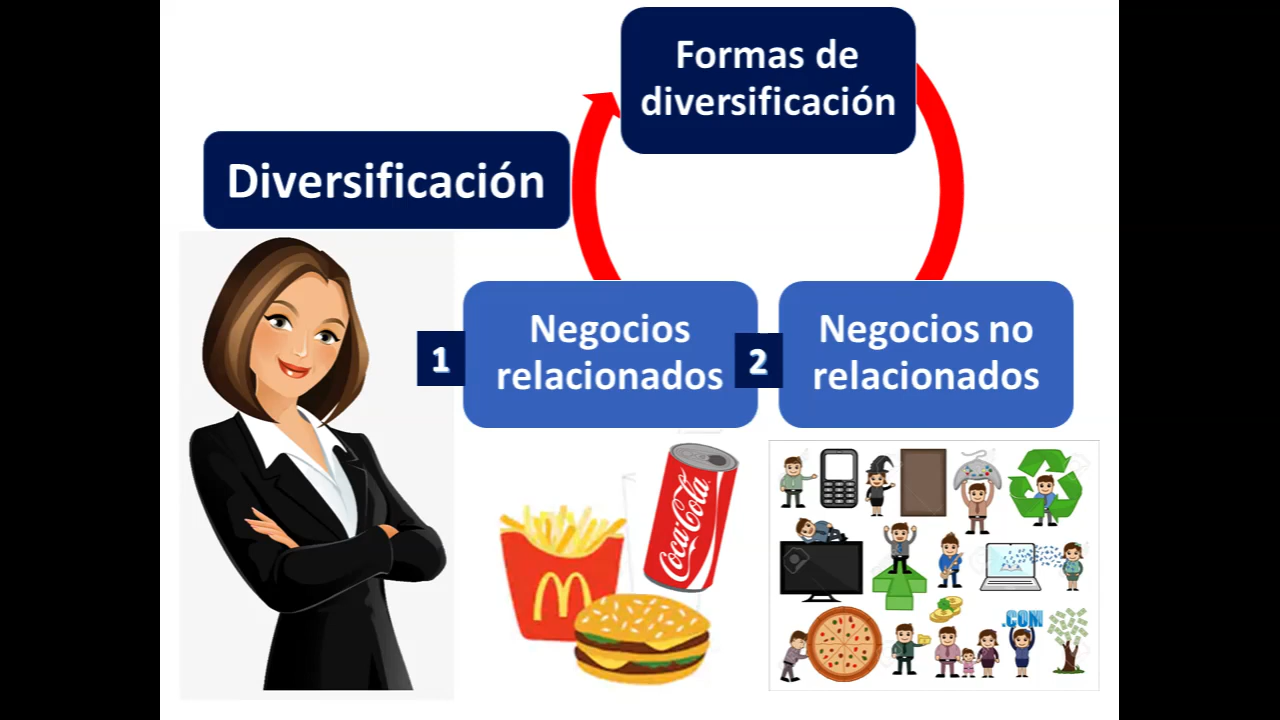 Formas de
diversificación
Diversificación
1
Negocios
relacionados
2
Negocios no
relacionados
Coca-Cola
.COM